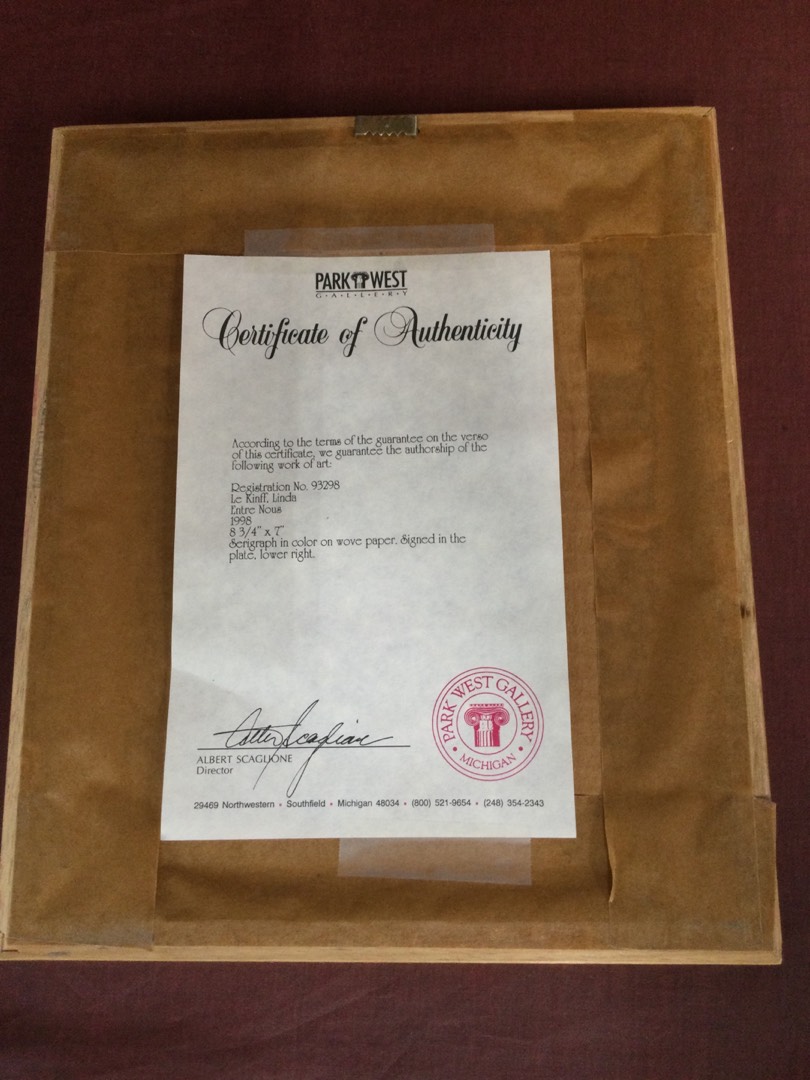 PARK WEST
G·A·L·L·E·R·Y
Certificate of Authenticity
According to the terms of the guarantee on the verso
of this certificate, we guarantee the authorship of the
following work of art:
Registration No. 93298
Le Kinff, Linda
Entre Nous
1998
8 3/4" x 7"
Serigraph in color on wove paper. Signed in the
plate, lower right.
Albert Scaglione
ALBERT SCAGLIONE
Director
PARK WEST GALLERY
• MICHIGAN •
29469 Northwestern • Southfield • Michigan 48034 • (800) 521-9654 • (248) 354-2343